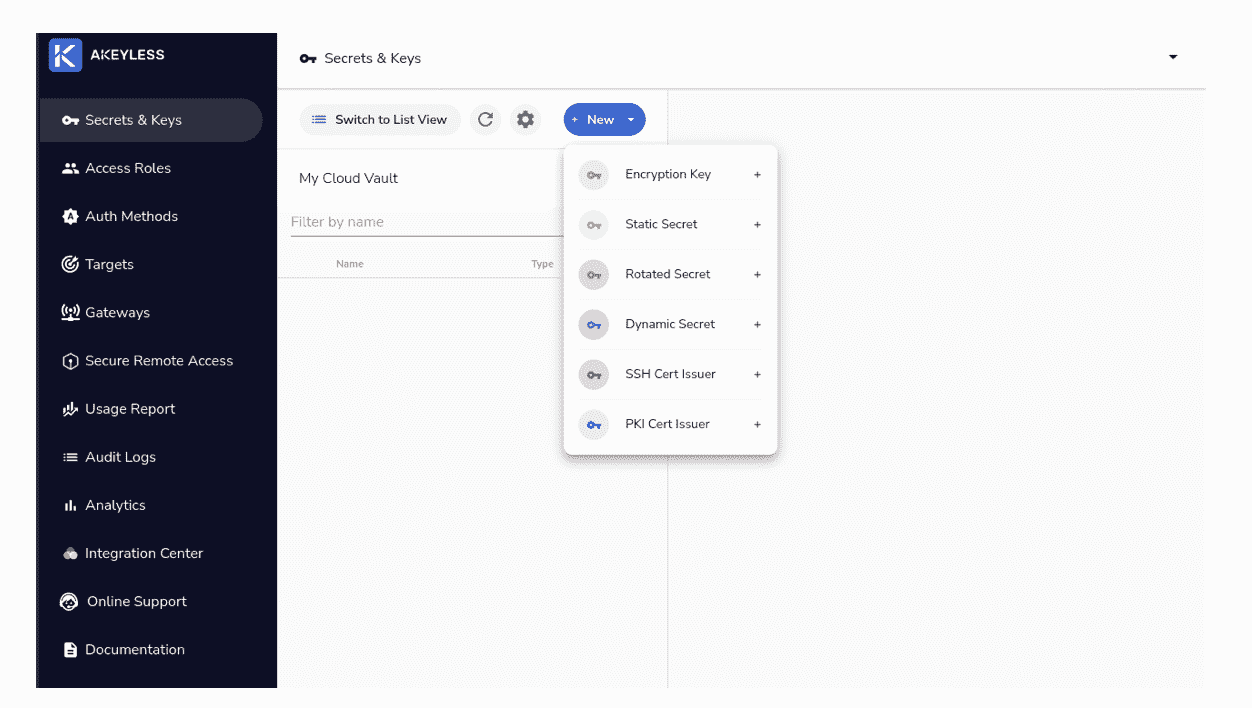 AKEYLESS
Secrets & Keys
Access Roles
Auth Methods
Targets
Gateways
Secure Remote Access
Usage Report
Audit Logs
Analytics
Integration Center
Online Support
Documentation
Secrets & Keys
Switch to List View
+ New
My Cloud Vault
Filter by name
Name Type
Encryption Key +
Static Secret +
Rotated Secret +
Dynamic Secret +
SSH Cert Issuer +
PKI Cert Issuer +